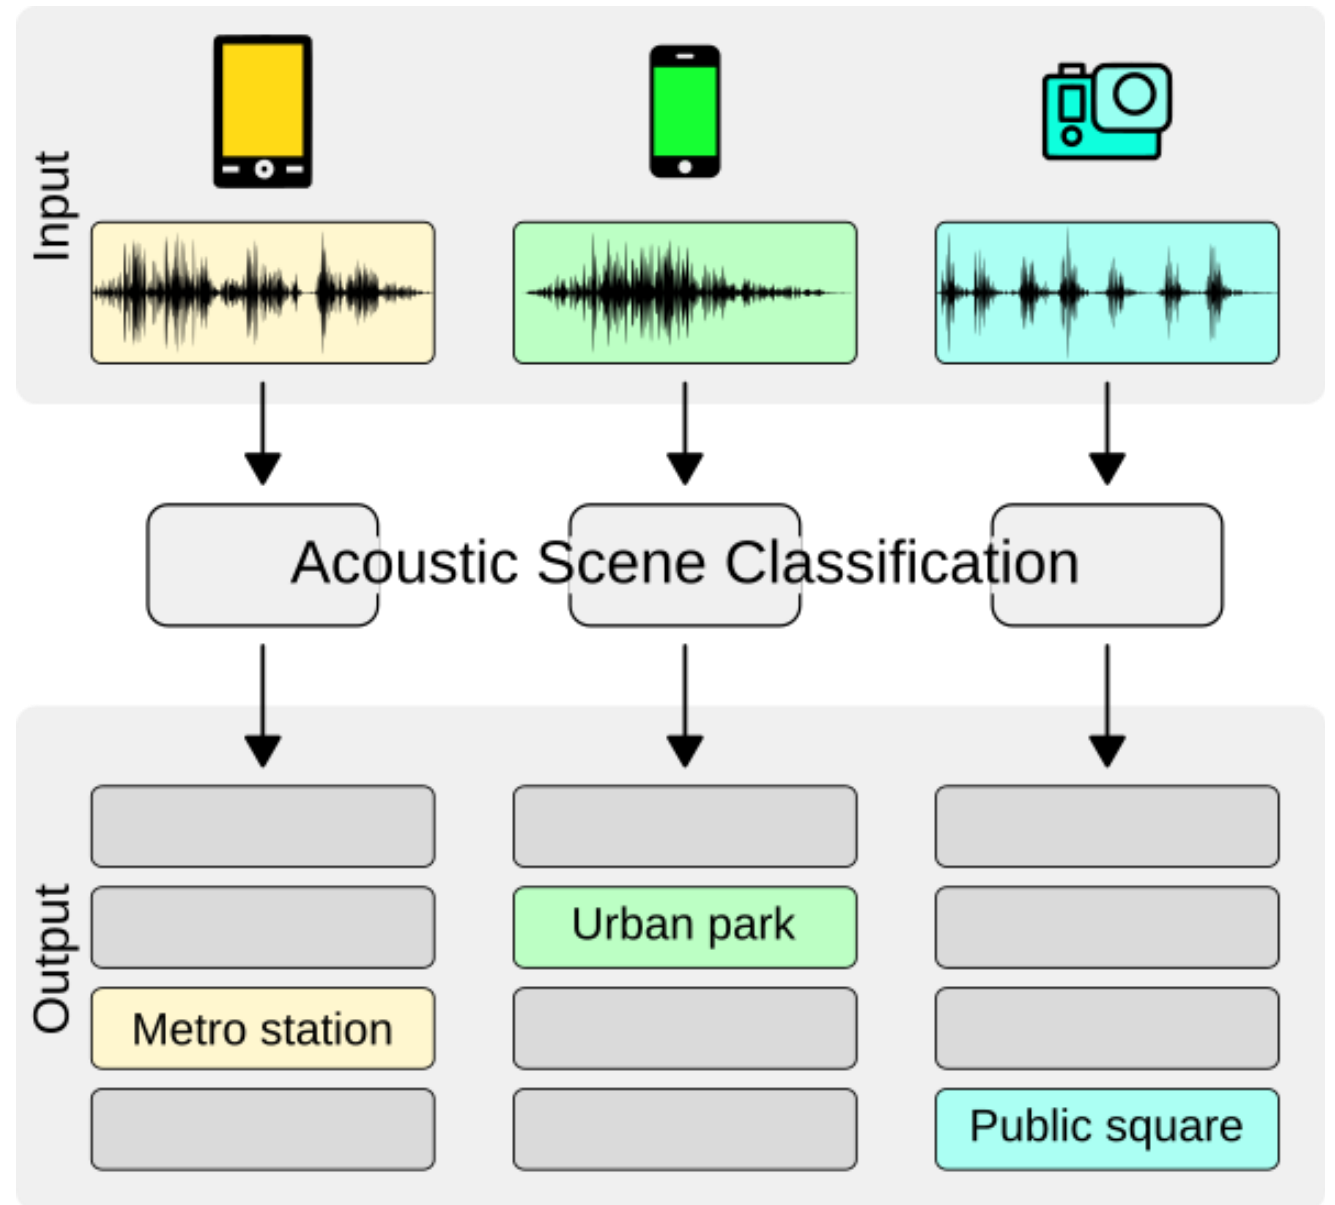 Input
Acoustic Scene Classification
Output
Urban park
Metro station
Public square